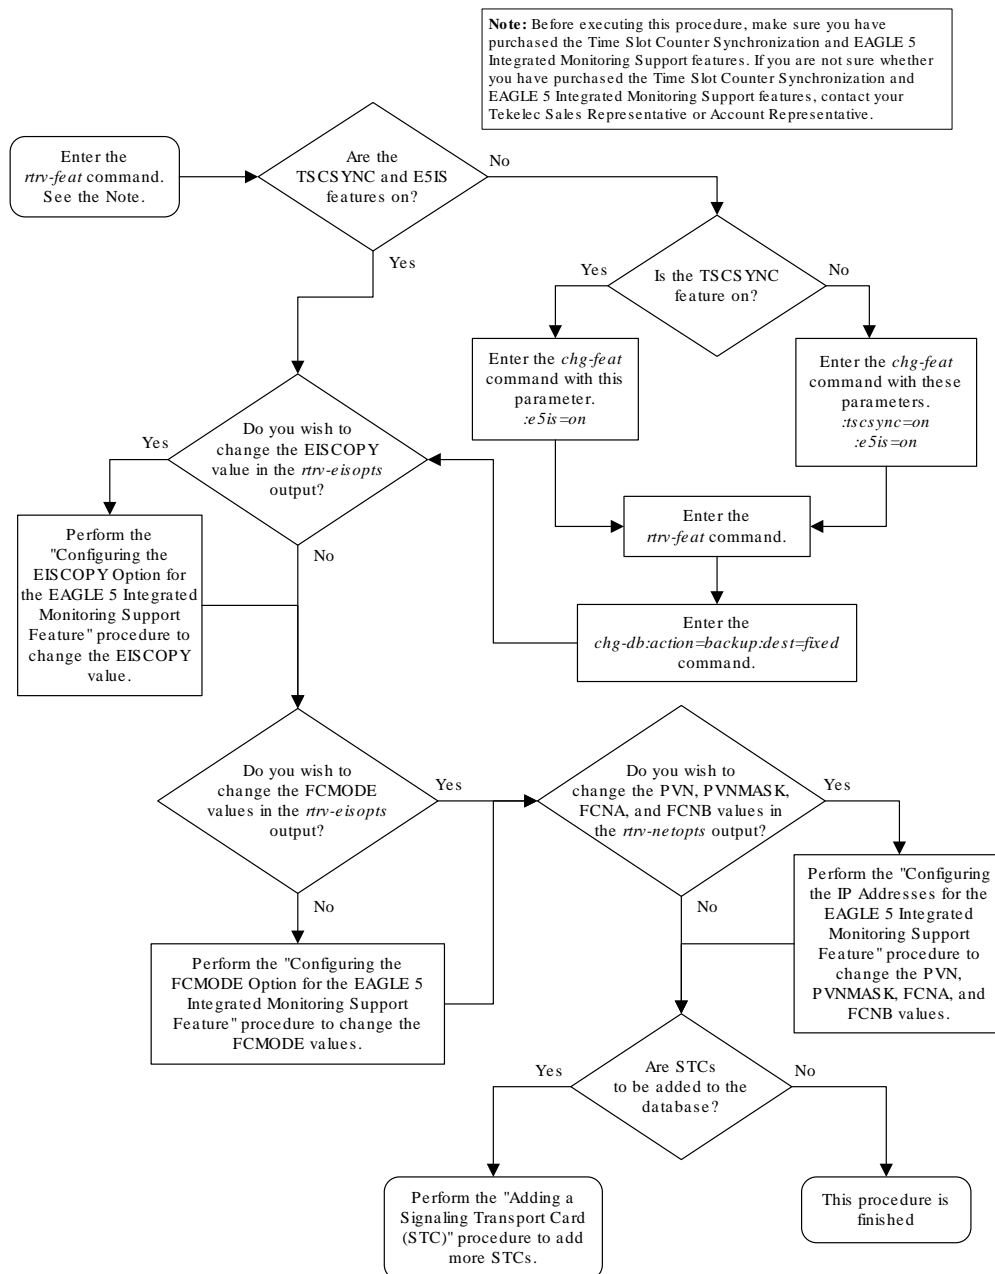 Note: Before executing this procedure, make sure you have
purchased the Time Slot Counter Synchronization and EAGLE 5
Integrated Monitoring Support features. If you are not sure whether
you have purchased the Time Slot Counter Synchronization and
EAGLE 5 Integrated Monitoring Support features, contact your
Tekelec Sales Representative or Account Representative.
Enter the
rtrv-feat command.
See the Note.
Are the
TSCSYNC and E5IS
features on?
No
Yes
Is the TSCSYNC
feature on?
Yes
No
Enter the chg-feat
command with this
parameter.
:e5is=on
Enter the chg-feat
command with these
parameters.
:tscsync=on
:e5is=on
Enter the
rtrv-feat command.
Enter the
chg-db:action=backup:dest=fixed
command.
Do you wish to
change the EISCOPY
value in the rtrv-eisopts
output?
Yes
No
Perform the
"Configuring the
EISCOPY Option for
the EAGLE 5 Integrated
Monitoring Support
Feature" procedure to
change the EISCOPY
value.
Do you wish to
change the FCMODE
values in the rtrv-eisopts
output?
Yes
No
Perform the "Configuring the
FCMODE Option for the EAGLE 5
Integrated Monitoring Support
Feature" procedure to change the
FCMODE values.
Do you wish to
change the PVN, PVNMASK,
FCNA, and FCNB values in
the rtrv-netopts output?
Yes
No
Perform the "Configuring
the IP Addresses for the
EAGLE 5 Integrated
Monitoring Support
Feature" procedure to
change the PVN,
PVNMASK, FCNA, and
FCNB values.
Are STCs
to be added to the
database?
Yes
No
Perform the "Adding a
Signaling Transport Card
(STC)" procedure to add
more STCs.
This procedure is
finished